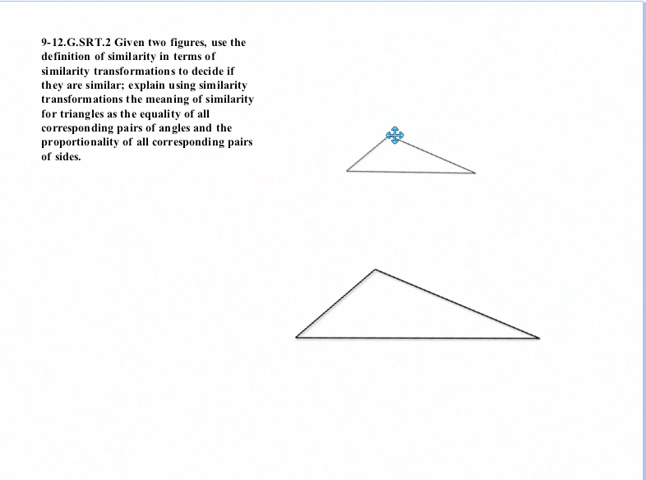 9-12.G.SRT.2 Given two figures, use the
definition of similarity in terms of
similarity transformations to decide if
they are similar; explain using similarity
transformations the meaning of similarity
for triangles as the equality of all
corresponding pairs of angles and the
proportionality of all corresponding pairs
of sides.